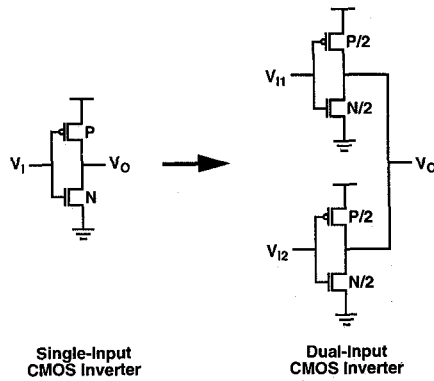 P
V_I
V_O
N
Single-Input
CMOS Inverter
P/2
V_I1
N/2
V_O
P/2
V_I2
N/2
Dual-Input
CMOS Inverter